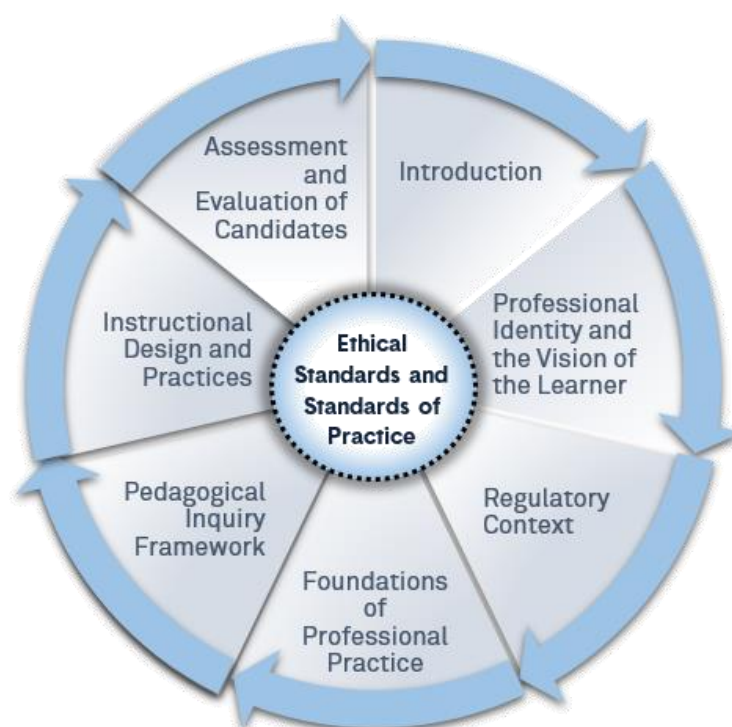 Assessment
and
Evaluation of
Candidates
Introduction
Professional
Identity and
the Vision of
the Learner
Regulatory
Context
Foundations
of
Professional
Practice
Pedagogical
Inquiry
Framework
Instructional
Design and
Practices
Ethical
Standards and
Standards of
Practice